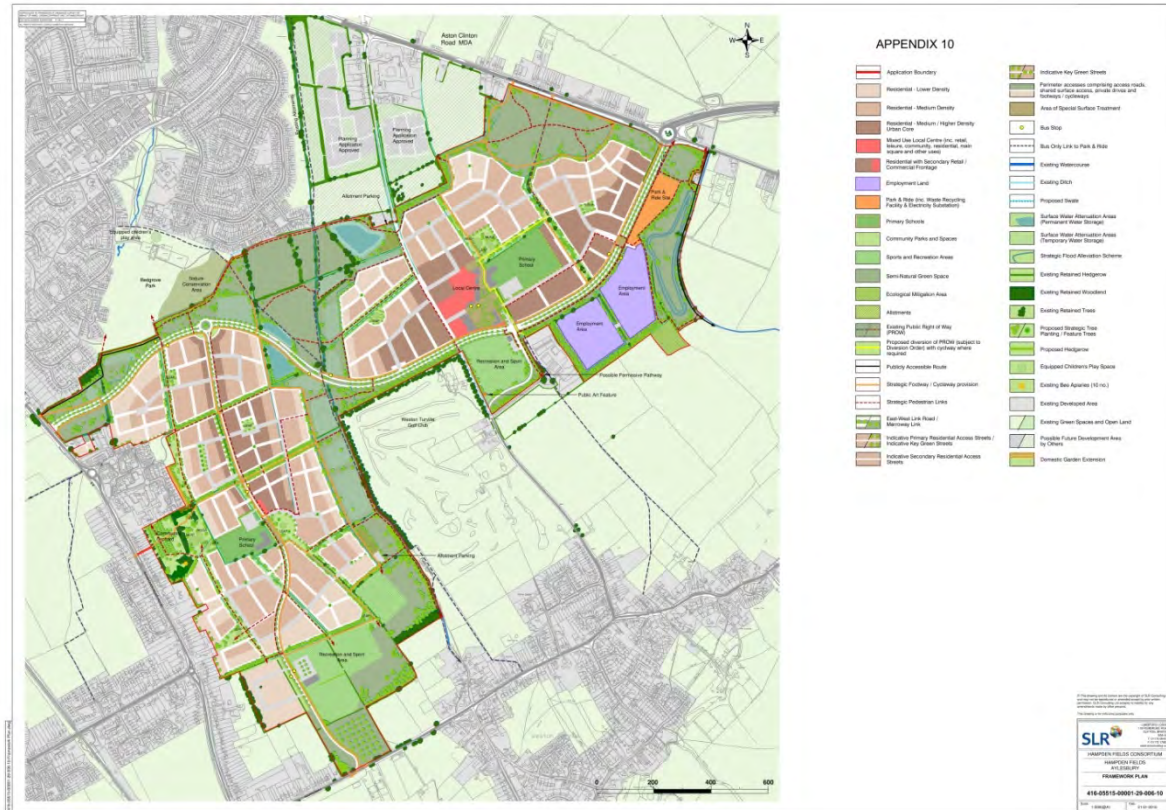 Aston Clinton
Road MDA
N
W
E
S
APPENDIX 10
Application Boundary
Residential - Lower Density
Residential - Medium Density
Residential - Medium / Higher Density
Urban Core
Mixed Use Local Centre (inc. retail,
leisure, community, residential, main
square and other uses)
Residential with Secondary Retail /
Commercial Frontage
Employment Land
Park & Ride (inc. Waste Recycling
Facility & Electricity Substation)
Primary Schools
Community Parks and Spaces
Sports and Recreation Areas
Semi-Natural Green Space
Ecological Mitigation Area
Allotments
Existing Public Right of Way
(PROW)
Proposed diversion of PROW (subject to
Diversion Order) with cycleway where
required
Publicly Accessible Route
Strategic Footway / Cycleway provision
Strategic Pedestrian Links
East-West Link Road /
Link
Indicative Primary Residential Access Streets /
Indicative Key Green Streets
Indicative Secondary Residential Access
Streets
Indicative Key Green Streets
Perimeter accesses comprising access roads,
shared surface access, private drives and
footways / cycleways
Area of Special Surface Treatment
Bus Stop
Bus Only Link to Park & Ride
Existing Watercourse
Existing Ditch
Proposed Swale
Surface Water Attenuation Areas
(Permanent Water Storage)
Surface Water Attenuation Areas
(Temporary Water Storage)
Strategic Flood Alleviation Scheme
Existing Retained Hedgerow
Existing Retained Woodland
Existing Retained Trees
Proposed Strategic Tree
Planting / Feature Trees
Proposed Hedgerow
Equipped Children's Play Space
Existing Bee Apiaries (10 no.)
Existing Developed Area
Existing Green Spaces and Open Land
Possible Future Development Area
by Others
Domestic Garden Extension
Planning
Application
Approved
Planning
Application
Approved
Allotment Parking
Park &
Ride Site
Equipped children's
play area
Bedgrove
Park
Nature
Conservation
Area
Primary
School
Local Centre
Employment
Area
Employment
Area
Recreation and Sport
Area
Possible Permissive Pathway
Public Art Feature
Weston Turville
Golf Club
Primary
School
Allotment Parking
Recreation and Sport
Area
0 200 400 600
SLR
HAMPDEN FIELDS CONSORTIUM
HAMPDEN FIELDS
AYLESBURY
FRAMEWORK PLAN